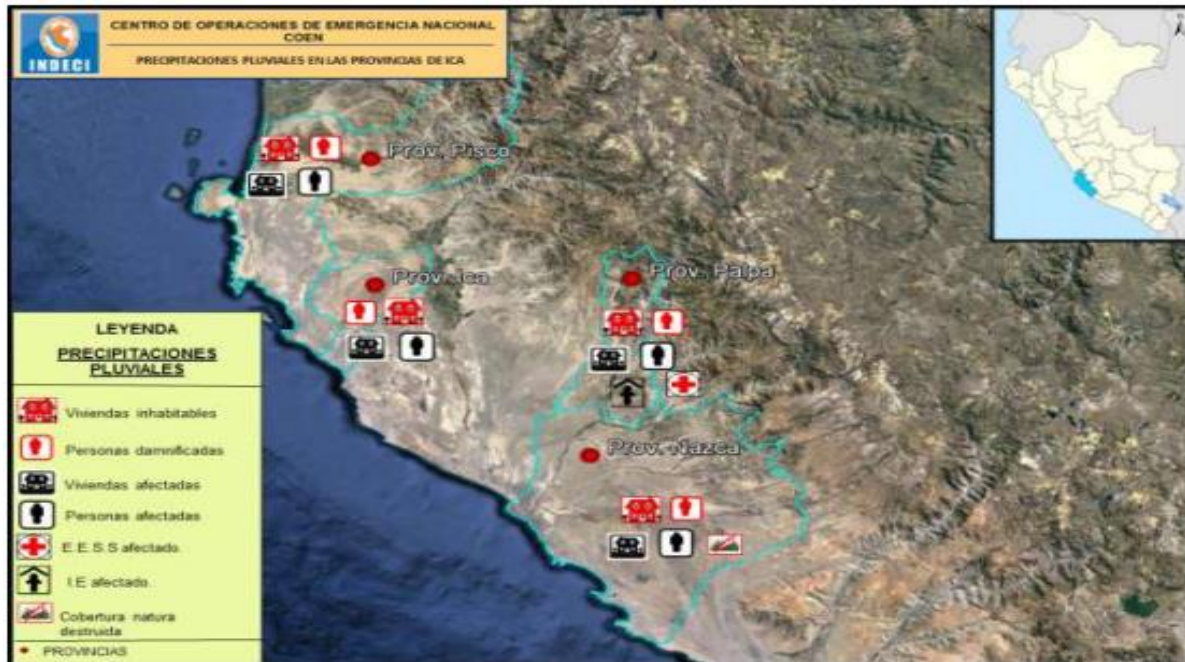 CENTRO DE OPERACIONES DE EMERGENCIA NACIONAL
COEN
PRECIPITACIONES PLUVIALES EN LAS PROVINCIAS DE ICA
INDECI
N
Prov. Pisco
Prov. Ica
Prov. Palpa
Prov. Nazca
LEYENDA
PRECIPITACIONES
PLUVIALES
Viviendas inhabitables
Personas damnificadas
Viviendas afectadas
Personas afectadas
E.E.S.S afectado.
I.E afectado.
Cobertura natura
destruida
PROVINCIAS